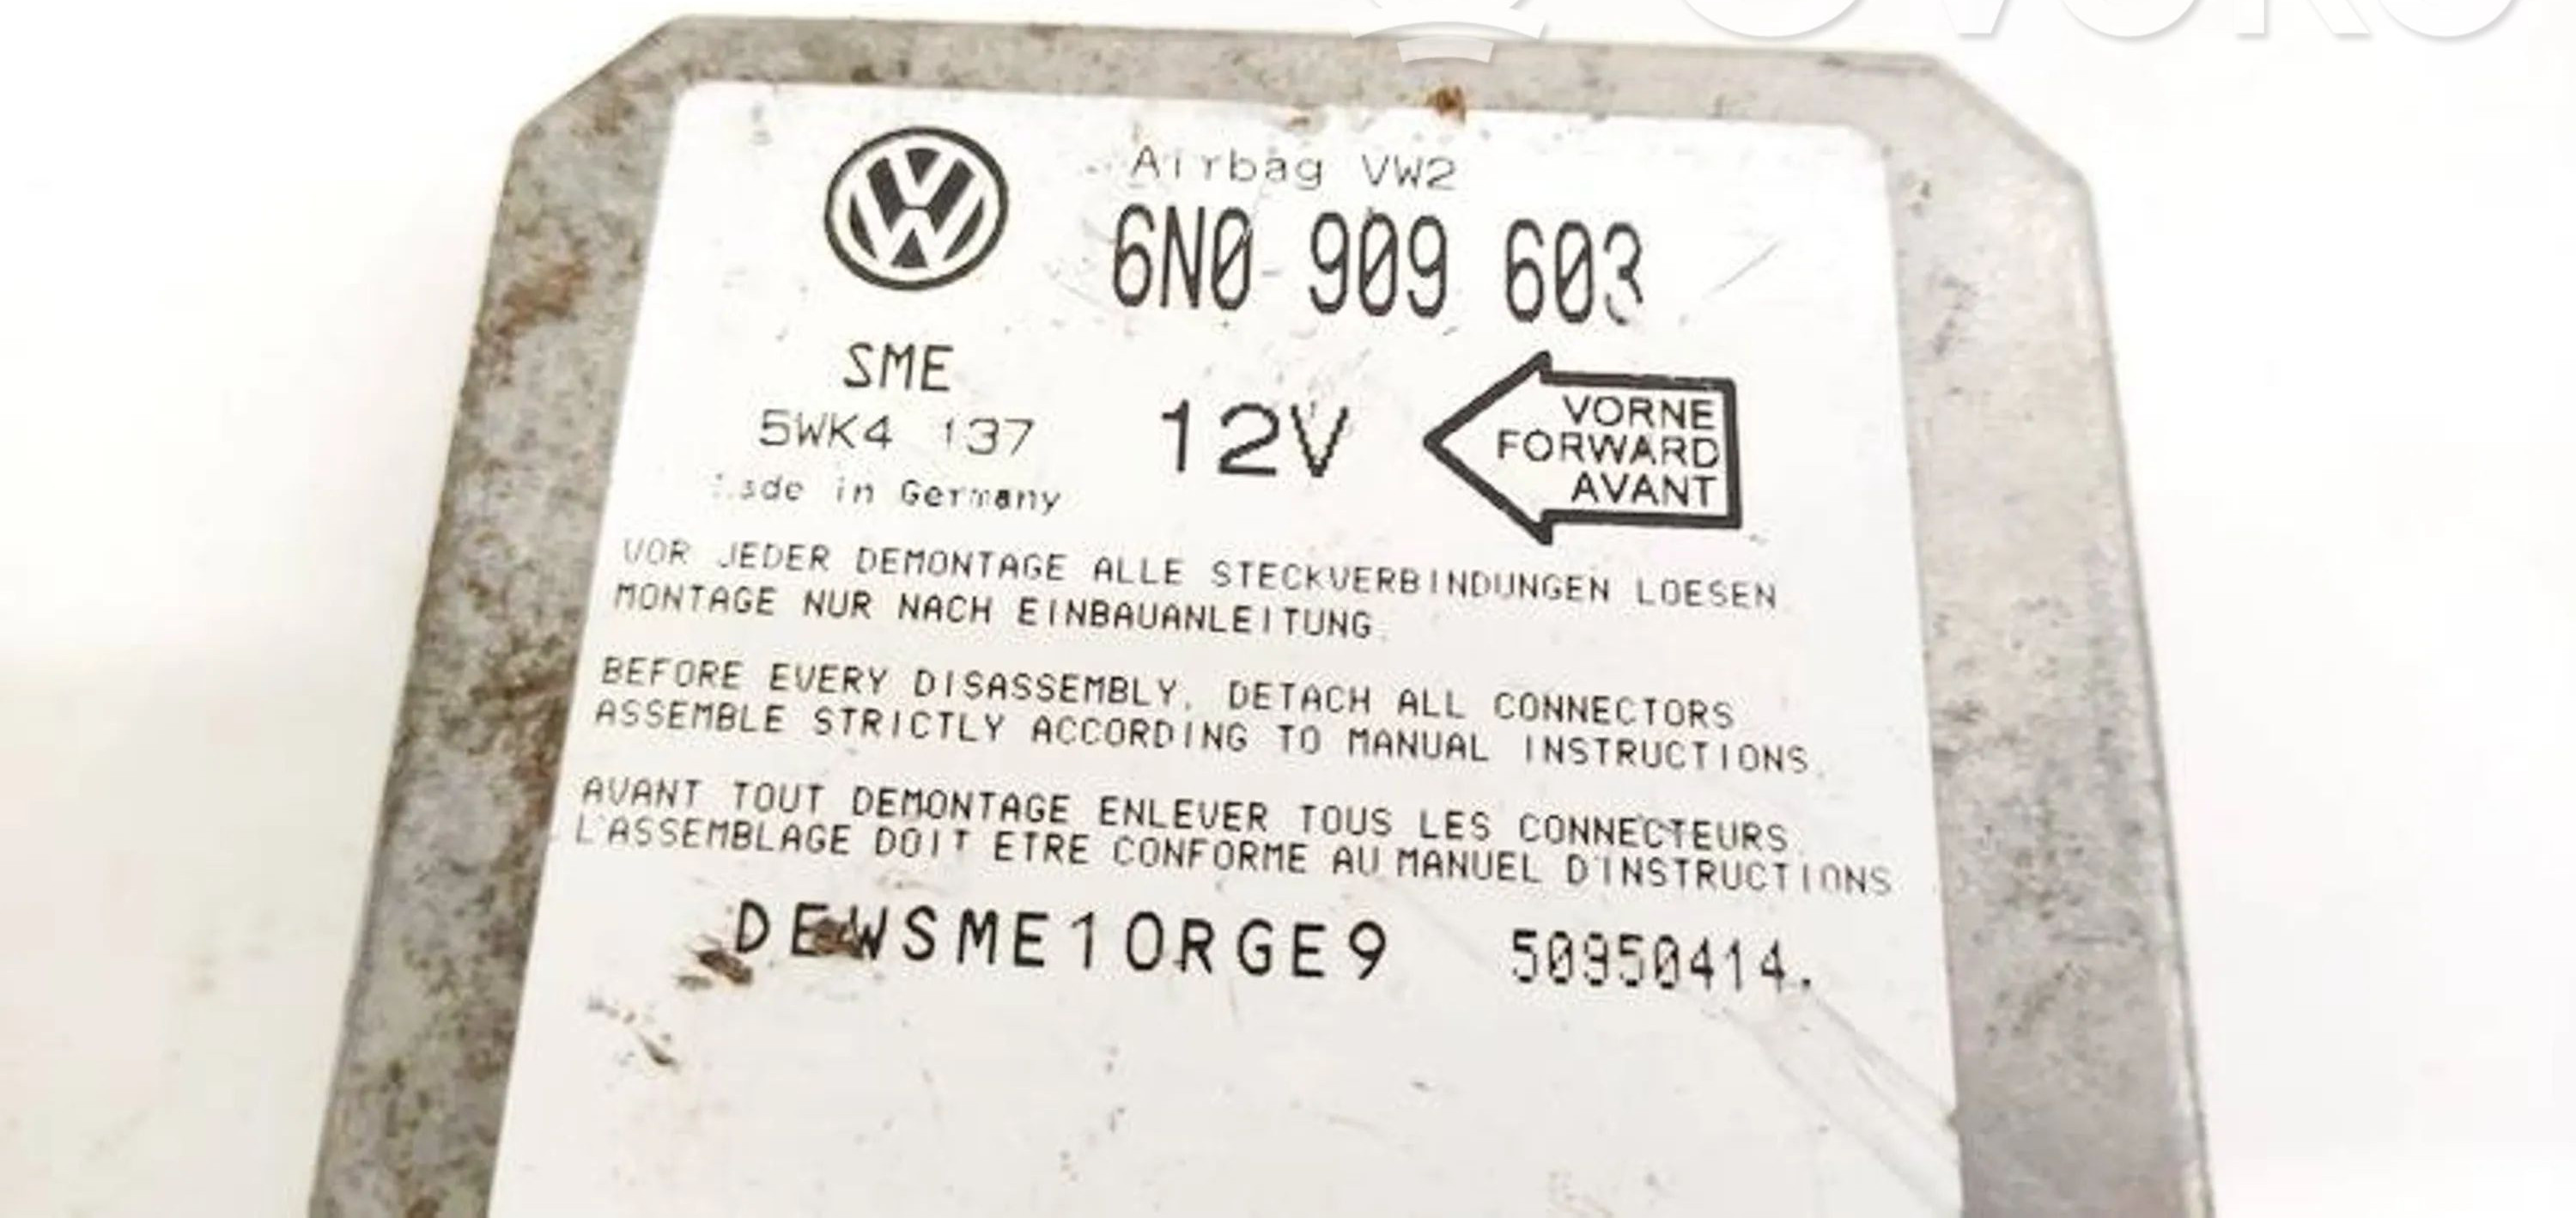 Airbag VW2
6N0 909 603
SME
5WK4 137
Made in Germany
12V
VORNE
FORWARD
AVANT
VOR JEDER DEMONTAGE ALLE STECKVERBINDUNGEN LOESEN
MONTAGE NUR NACH EINBAUANLEITUNG.
BEFORE EVERY DISASSEMBLY, DETACH ALL CONNECTORS
ASSEMBLE STRICTLY ACCORDING TO MANUAL INSTRUCTIONS.
AVANT TOUT DEMONTAGE ENLEVER TOUS LES CONNECTEURS
L'ASSEMBLAGE DOIT ETRE CONFORME AU MANUEL D'INSTRUCTIONS
DEWSME1ORGE9 50950414.